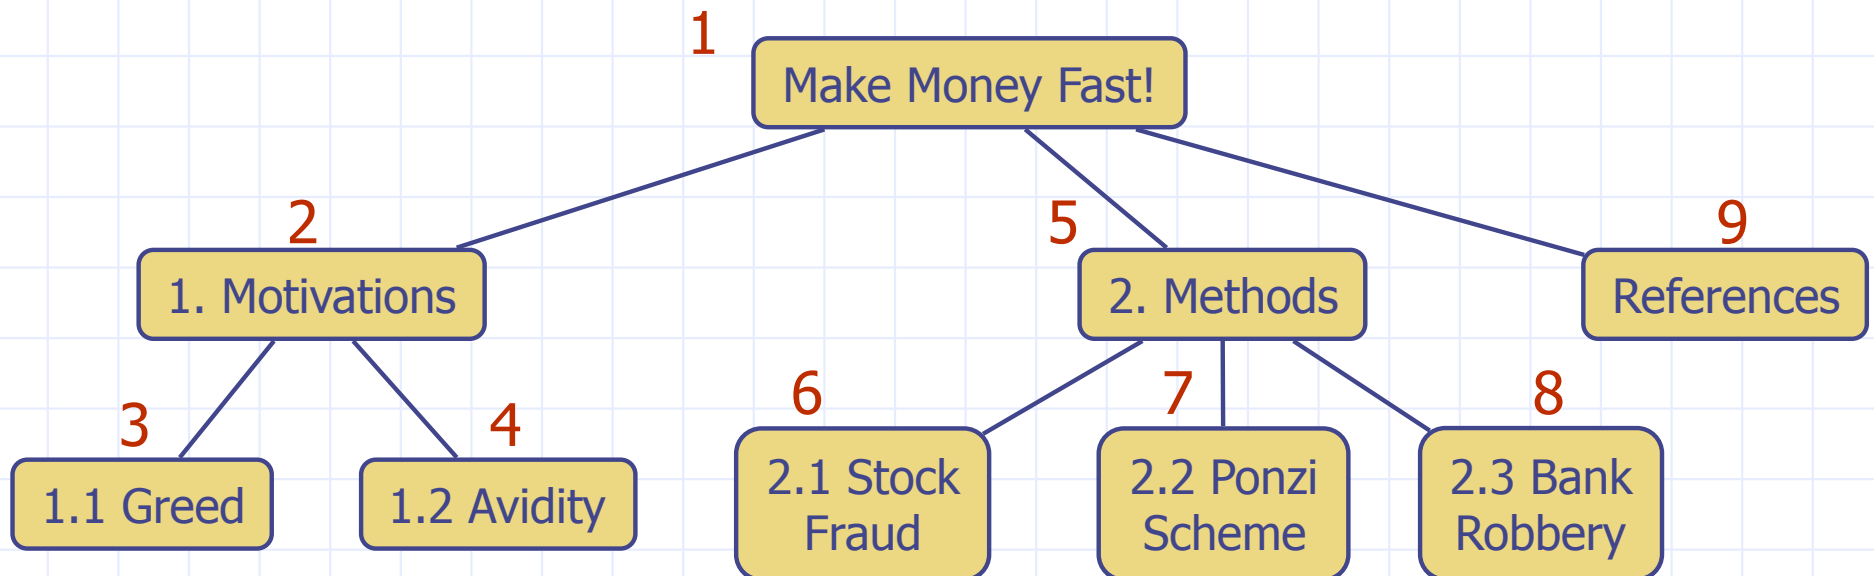 1
Make Money Fast!
2
5
9
1. Motivations
2. Methods
References
3
4
6
7
8
1.1 Greed
1.2 Avidity
2.1 Stock
Fraud
2.2 Ponzi
Scheme
2.3 Bank
Robbery